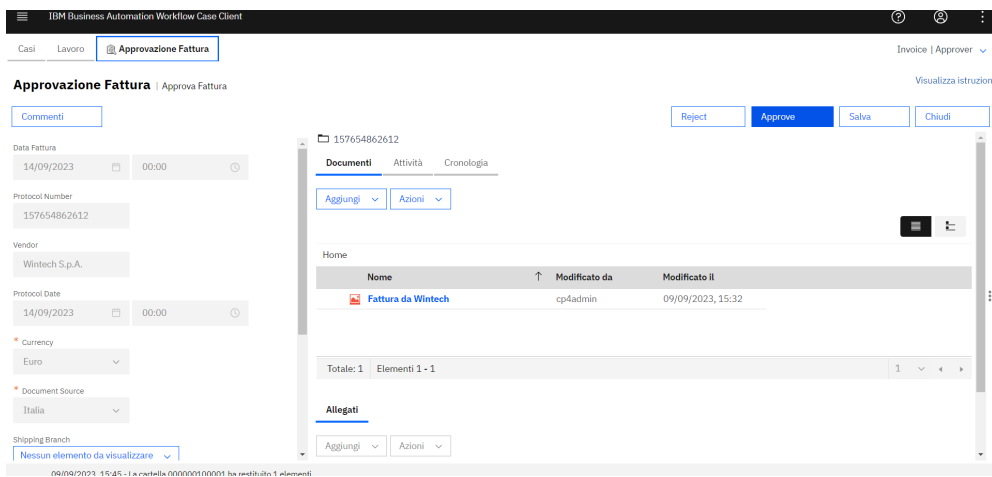 IBM Business Automation Workflow Case Client
Casi Lavoro Approvazione Fattura Invoice | Approver
Approvazione Fattura | Approva Fattura Visualizza istruzion
Commenti Reject Approve Salva Chiudi
Data Fattura
14/09/2023 00:00
Protocol Number
157654862612
Vendor
Wintech S.p.A.
Protocol Date
14/09/2023 00:00
* Currency
Euro
* Document Source
Italia
Shipping Branch
Nessun elemento da visualizzare
157654862612
Documenti Attività Cronologia
Aggiungi Azioni
Home
Nome Modificato da Modificato il
Fattura da Wintech cp4admin 09/09/2023, 15:32
Totale: 1 Elementi 1 - 1 1
Allegati
Aggiungi Azioni
09/09/2023, 15:45 - La cartella 000000100001 ha restituito 1 elementi